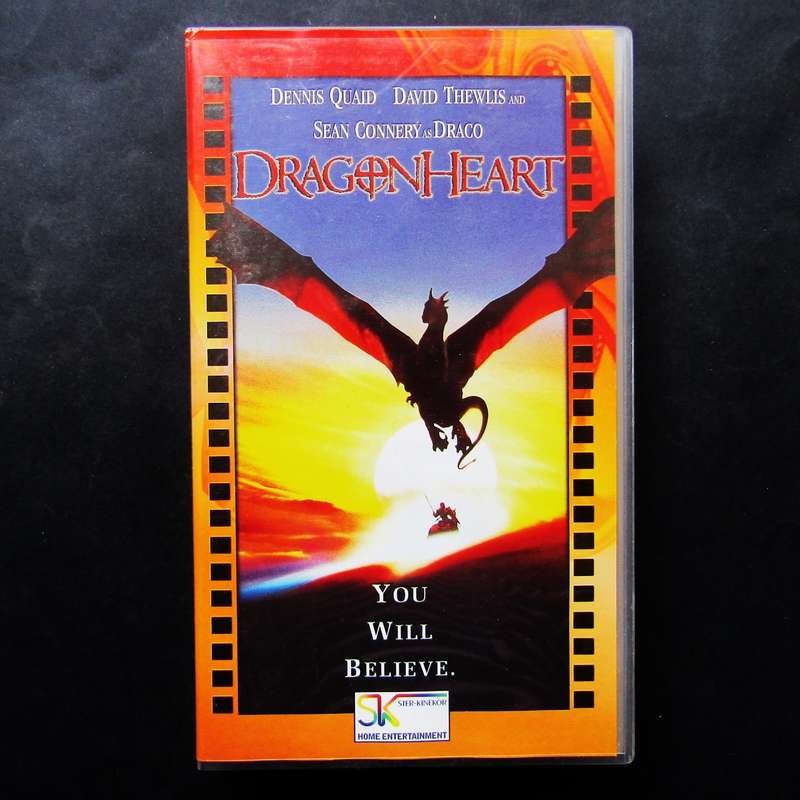 DENNIS QUAID DAVID THEWLIS AND
SEAN CONNERY AS DRACO
DRAGONHEART
YOU
WILL
BELIEVE.
SK STER-KINEKOR
HOME ENTERTAINMENT